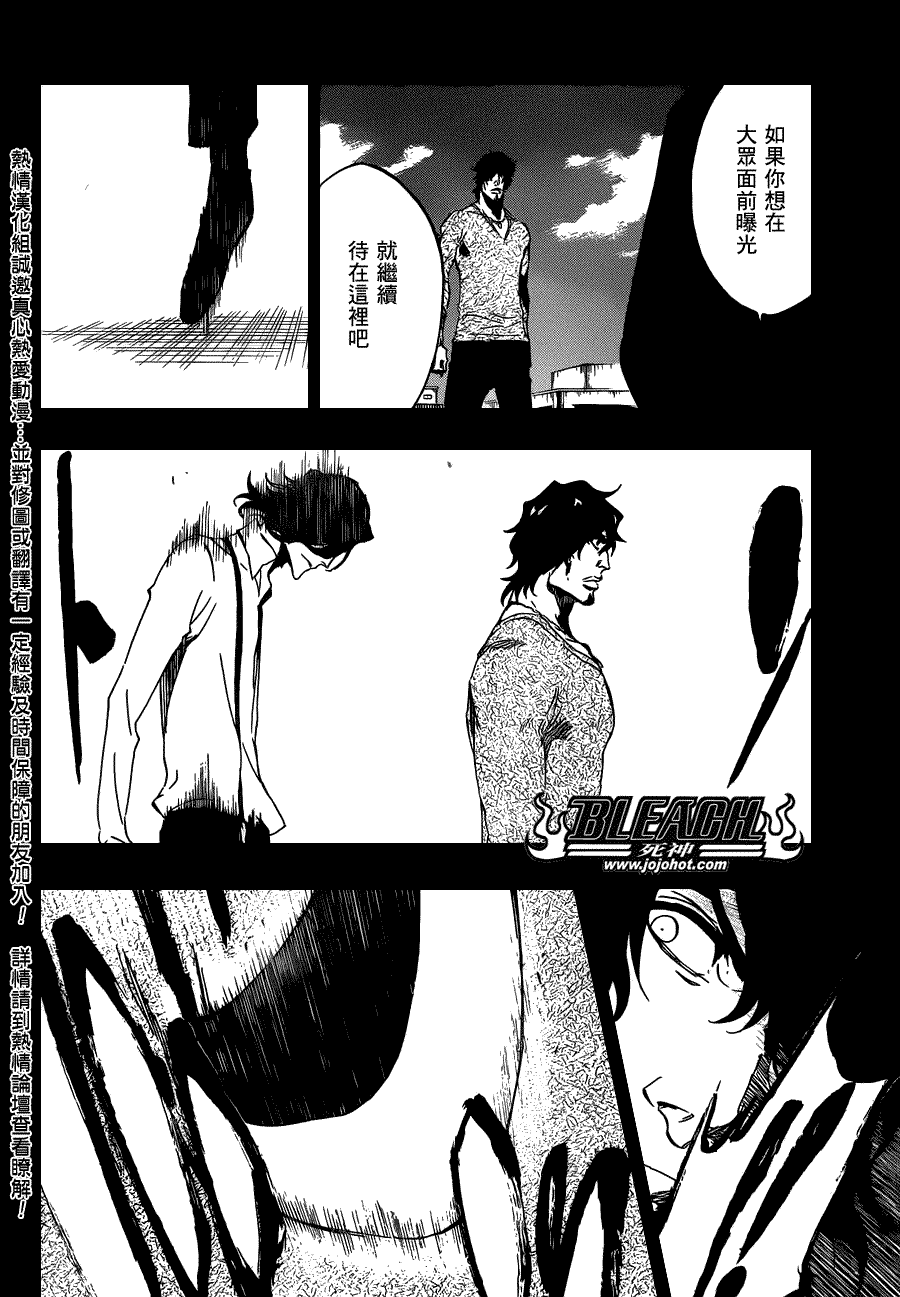 如果你想在
大眾面前曝光
就繼續
待在這裡吧
BLEACH
死神
www.jojohot.com
熱情漢化組誠邀真心熱愛動漫…並對修圖或翻譯有一定經驗及時間保障的朋友加入！ 詳情請到熱情論壇查看瞭解！